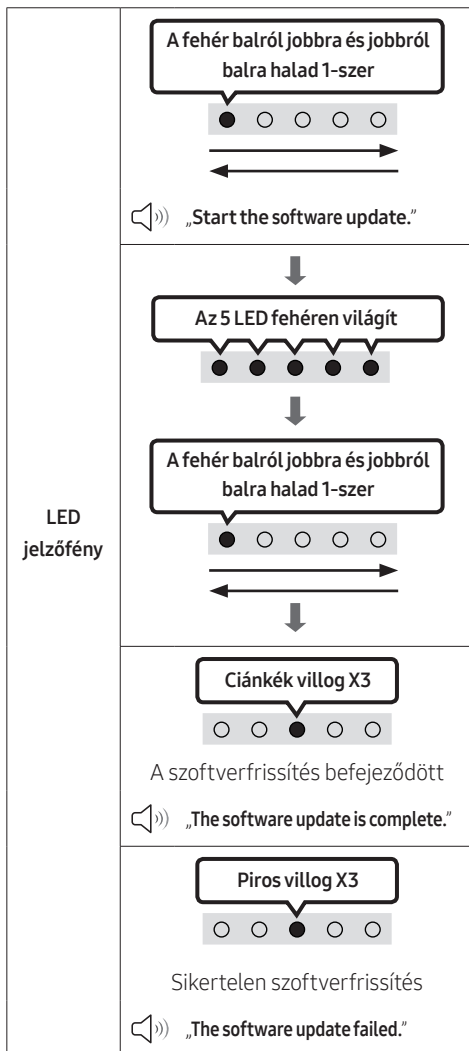 A fehér balról jobbra és jobbról
balra halad 1-szer
„Start the software update.”
Az 5 LED fehéren világít
A fehér balról jobbra és jobbról
balra halad 1-szer
LED
jelzőfény
Ciánkék villog X3
A szoftverfrissítés befejeződött
„The software update is complete.”
Piros villog X3
Sikertelen szoftverfrissítés
„The software update failed.”